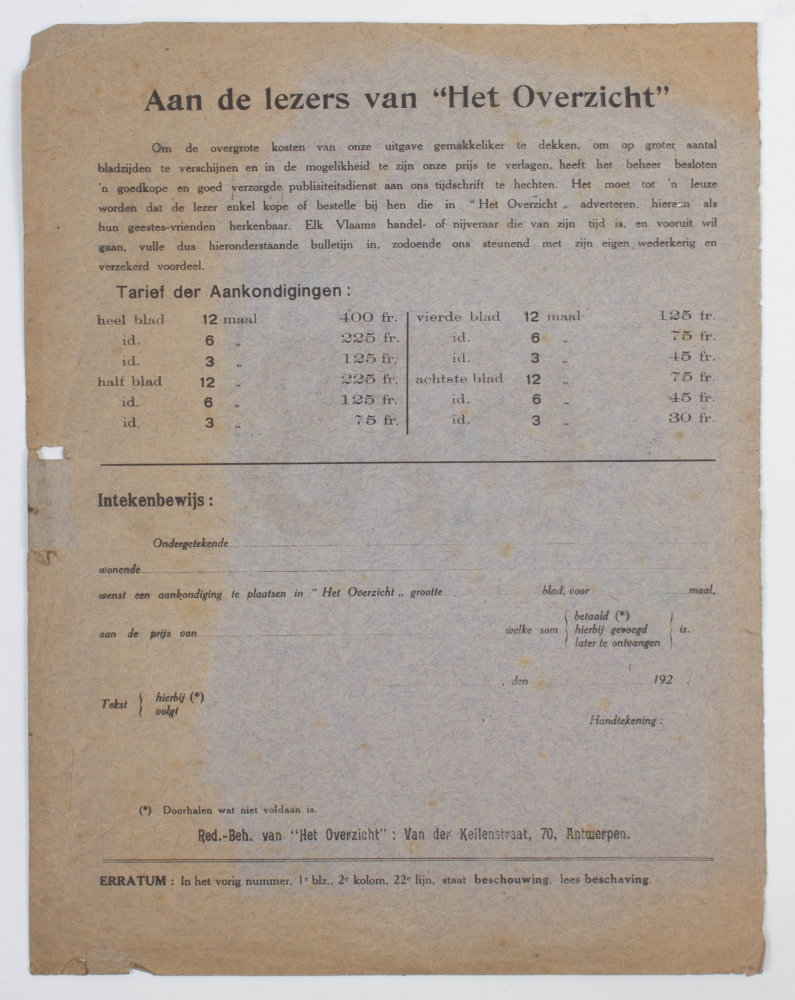 Aan de lezers van “Het Overzicht”
Om de overgrote kosten van onze uitgave gemakkeliker te dekken, om op groter aantal
bladzijden te verschijnen en in de mogelikheid te zijn onze prijs te verlagen, heeft het beheer besloten
'n goedkope en goed verzorgde publisiteitsdienst aan ons tijdschrift te hechten. Het moet tot 'n leuze
worden dat de lezer enkel kope of bestelle bij hen die in “Het Overzicht„ adverteren, hieraan als
hun geestes-vrienden herkenbaar. Elk Vlaams handel- of nijveraar die van zijn tijd is, en vooruit wil
gaan, vulle dus hieronderstaande bulletijn in, zodoende ons steunend met zijn eigen wederkerig en
verzekerd voordeel.
Tarief der Aankondigingen :
heel blad 12 maal 400 fr. vierde blad 12 maal 125 fr.
id. 6 „ 225 fr. id. 6 „ 75 fr.
id. 3 „ 125 fr. id. 3 „ 45 fr.
half blad 12 „ 225 fr. achtste blad 12 „ 75 fr.
id. 6 „ 125 fr. id. 6 „ 45 fr.
id. 3 „ 75 fr. id. 3 „ 30 fr.
Intekenbewijs :
Ondergetekende
wonende
wenst een aankondiging te plaatsen in “Het Overzicht„ grootte blad, voor maal,
aan de prijs van welke som { betaald (*) hierbij gevoegd later te ontvangen } is.
, den 192 .
Tekst } hierbij (*)
volgt
Handtekening :
(*) Doorhalen wat niet voldaan is.
Red.-Beh. van “Het Overzicht” : Van der Keilenstraat, 70, Antwerpen.
ERRATUM : In het vorig nummer, 1e blz., 2e kolom, 22e lijn, staat beschouwing, lees beschaving.